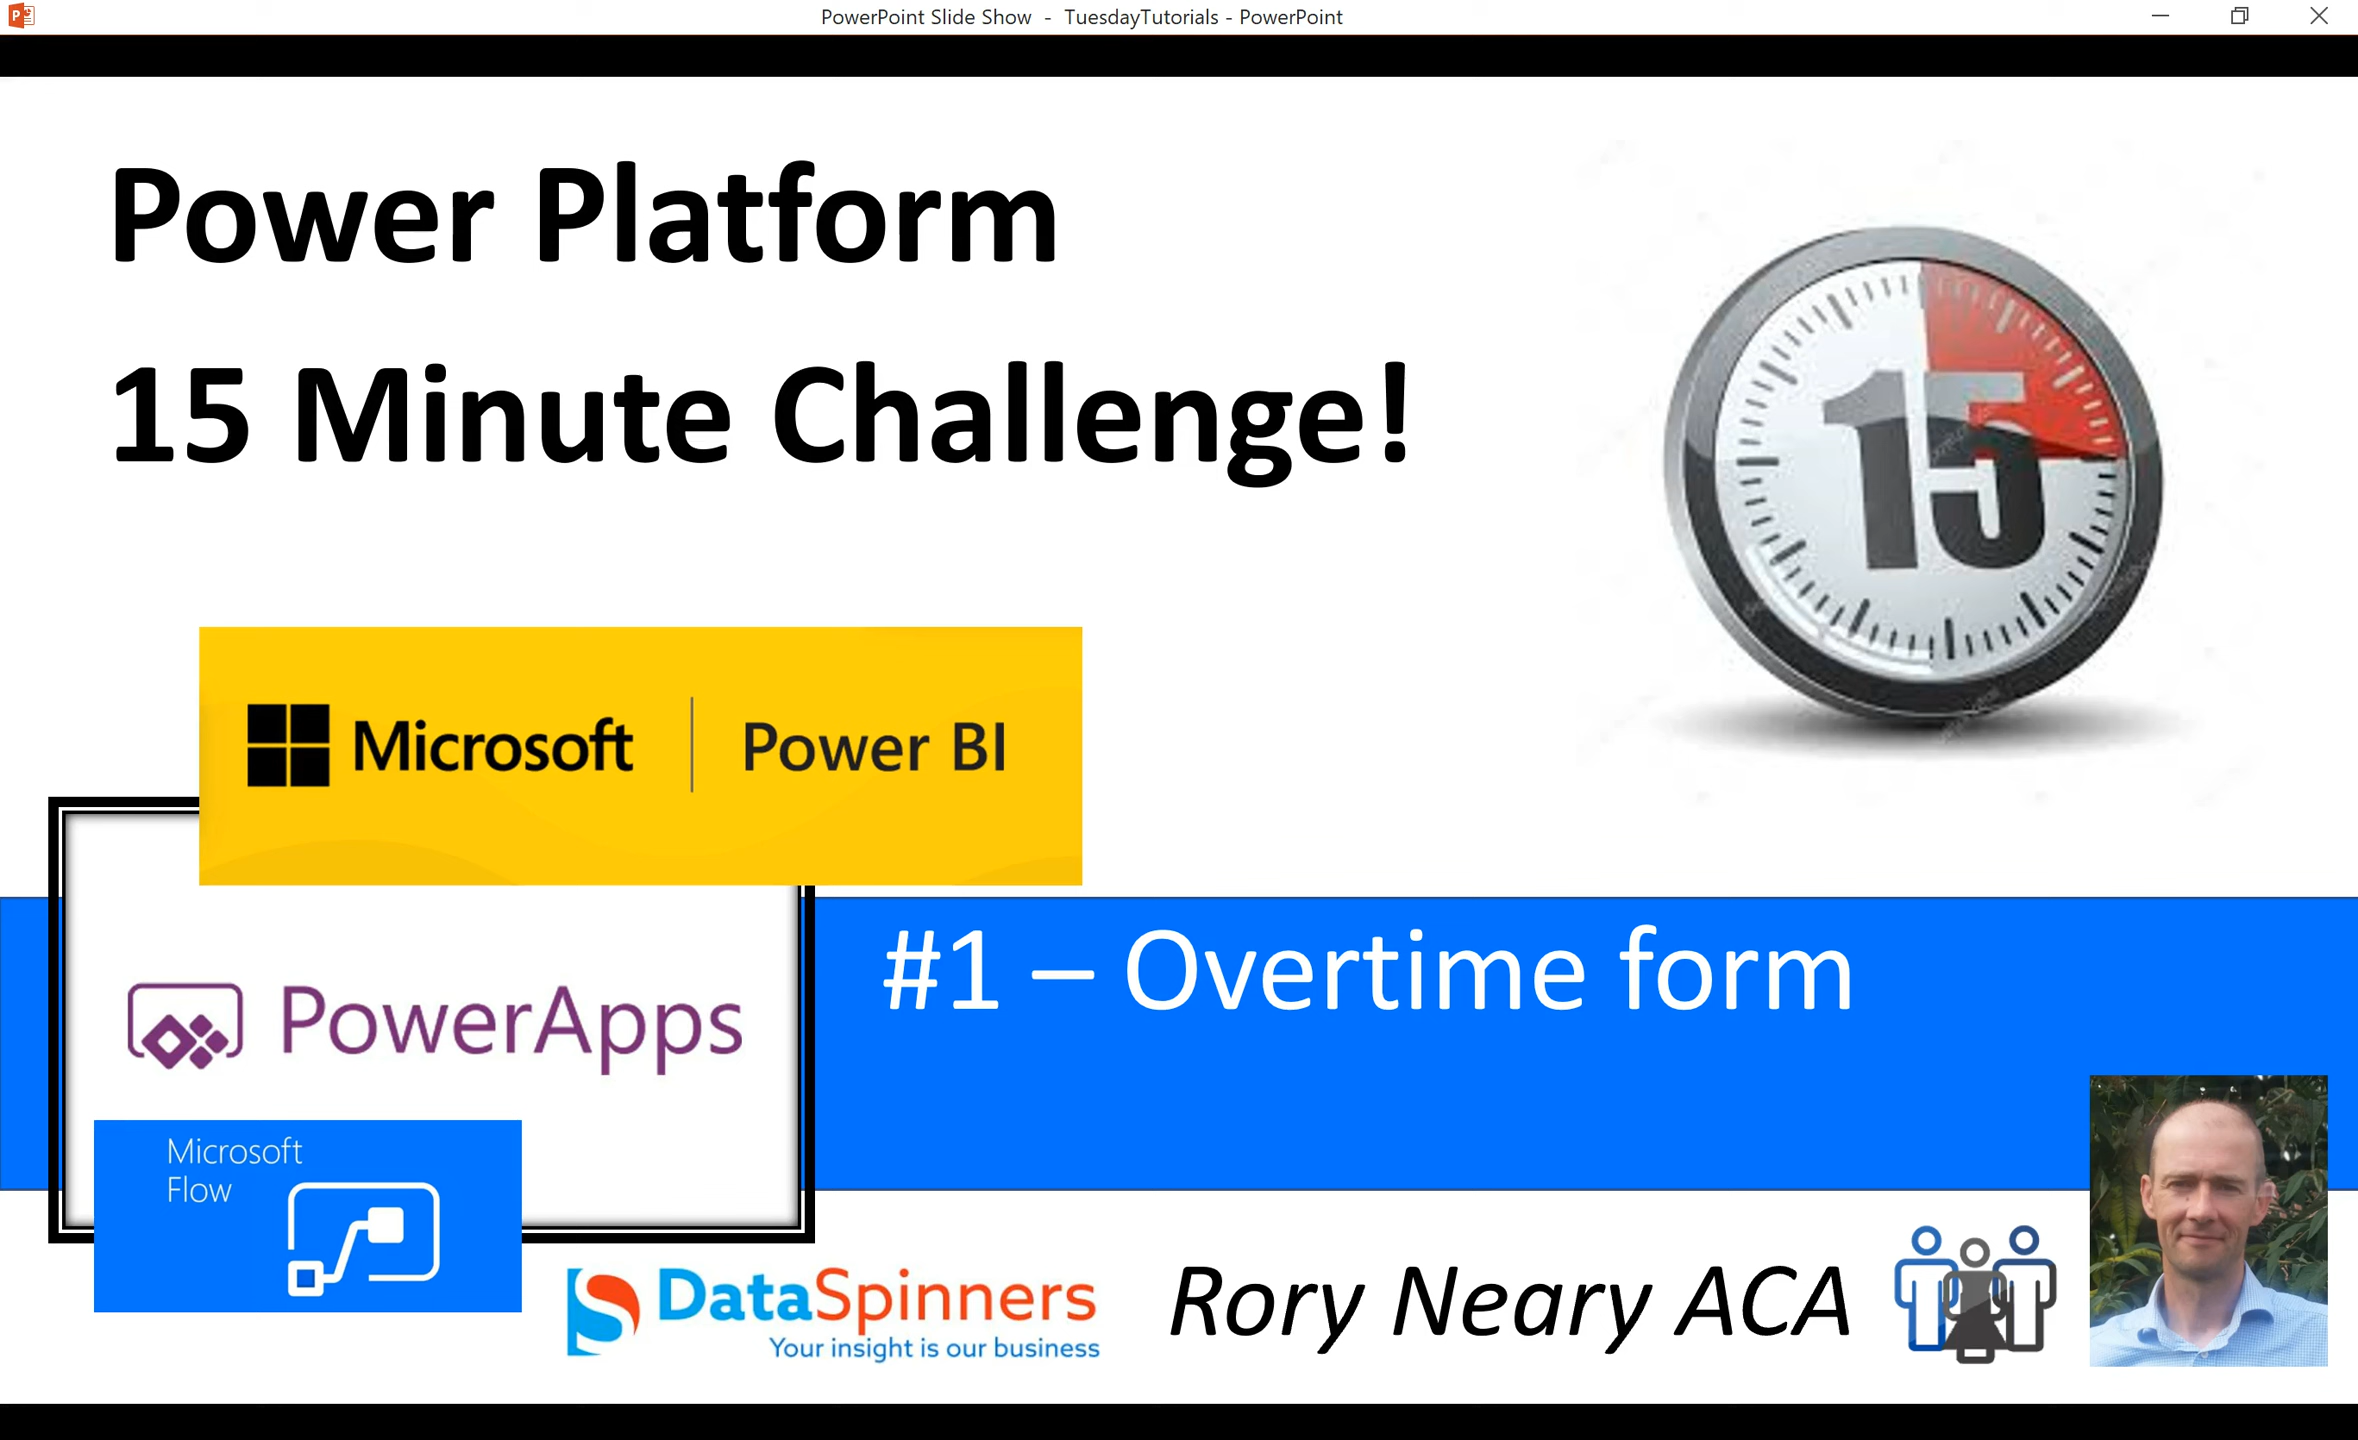 PowerPoint Slide Show - TuesdayTutorials - PowerPoint
Power Platform
15 Minute Challenge!
15
Microsoft | Power BI
#1 – Overtime form
PowerApps
Microsoft
Flow
DataSpinners
Your insight is our business
Rory Neary ACA